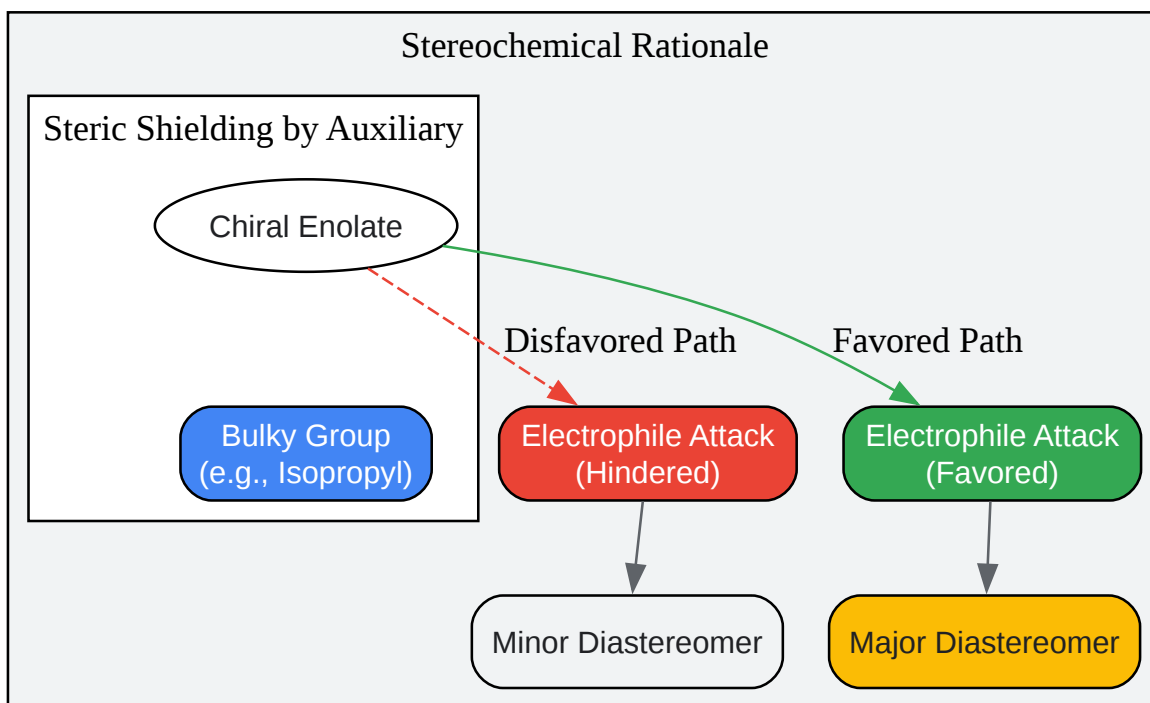 Stereochemical Rationale
Steric Shielding by Auxiliary
Chiral Enolate
Disfavored Path
Favored Path
Bulky Group
(e.g., Isopropyl)
Electrophile Attack
(Hindered)
Electrophile Attack
(Favored)
Minor Diastereomer
Major Diastereomer